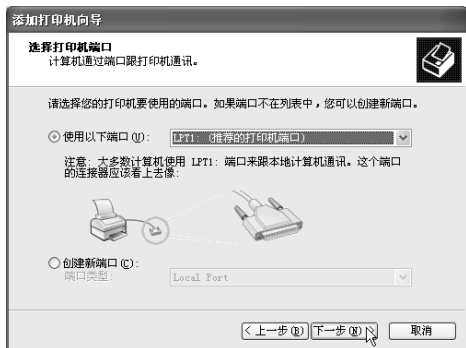 添加打印机向导
选择打印机端口
计算机通过端口跟打印机通讯。
请选择您的打印机要使用的端口。如果端口不在列表中，您可以创建新端口。
使用以下端口(U): LPT1: (推荐的打印机端口)
注意: 大多数计算机使用 LPT1: 端口来跟本地计算机通讯。这个端口
的连接器应该看上去像:
创建新端口(C):
端口类型: Local Port
< 上一步(B) 下一步(N) > 取消